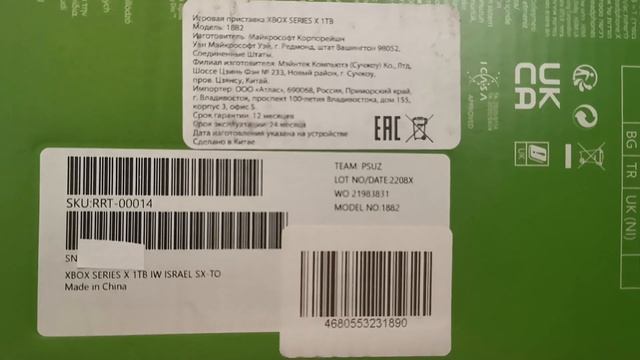 Игровая приставка XBOX SERIES X 1TB
Модель: 1882
Изготовитель: Майкрософт Корпорейшн
Уан Майкрософт Уэй, г. Редмонд, штат Вашингтон 98052,
Соединенные Штаты.
Филиал изготовителя: Мэйнтек Компьютэ (Сучжоу) Ко., Лтд,
Шоссе Цзинь Фэн № 233, Новый район, г. Сучжоу,
пров. Цзянсу, Китай.
Импортер: ООО «Атлас», 690068, Россия, Приморский край,
г. Владивосток, проспект 100-летия Владивостока, дом 155,
корпус 3, офис 5.
Срок гарантии: 12 месяцев
Срок эксплуатации: 24 месяца
Дата изготовления указана на устройстве
Сделано в Китае
EAC
ICASA
APPROVED
UK
CA
UK
BG | TR | UK (NI)
SKU:RRT-00014
SN
XBOX SERIES X 1TB IW ISRAEL SX-TO
Made in China
TEAM: PSUZ
LOT NO/DATE:2208X
WO 21983831
MODEL NO:1882
4680553231890